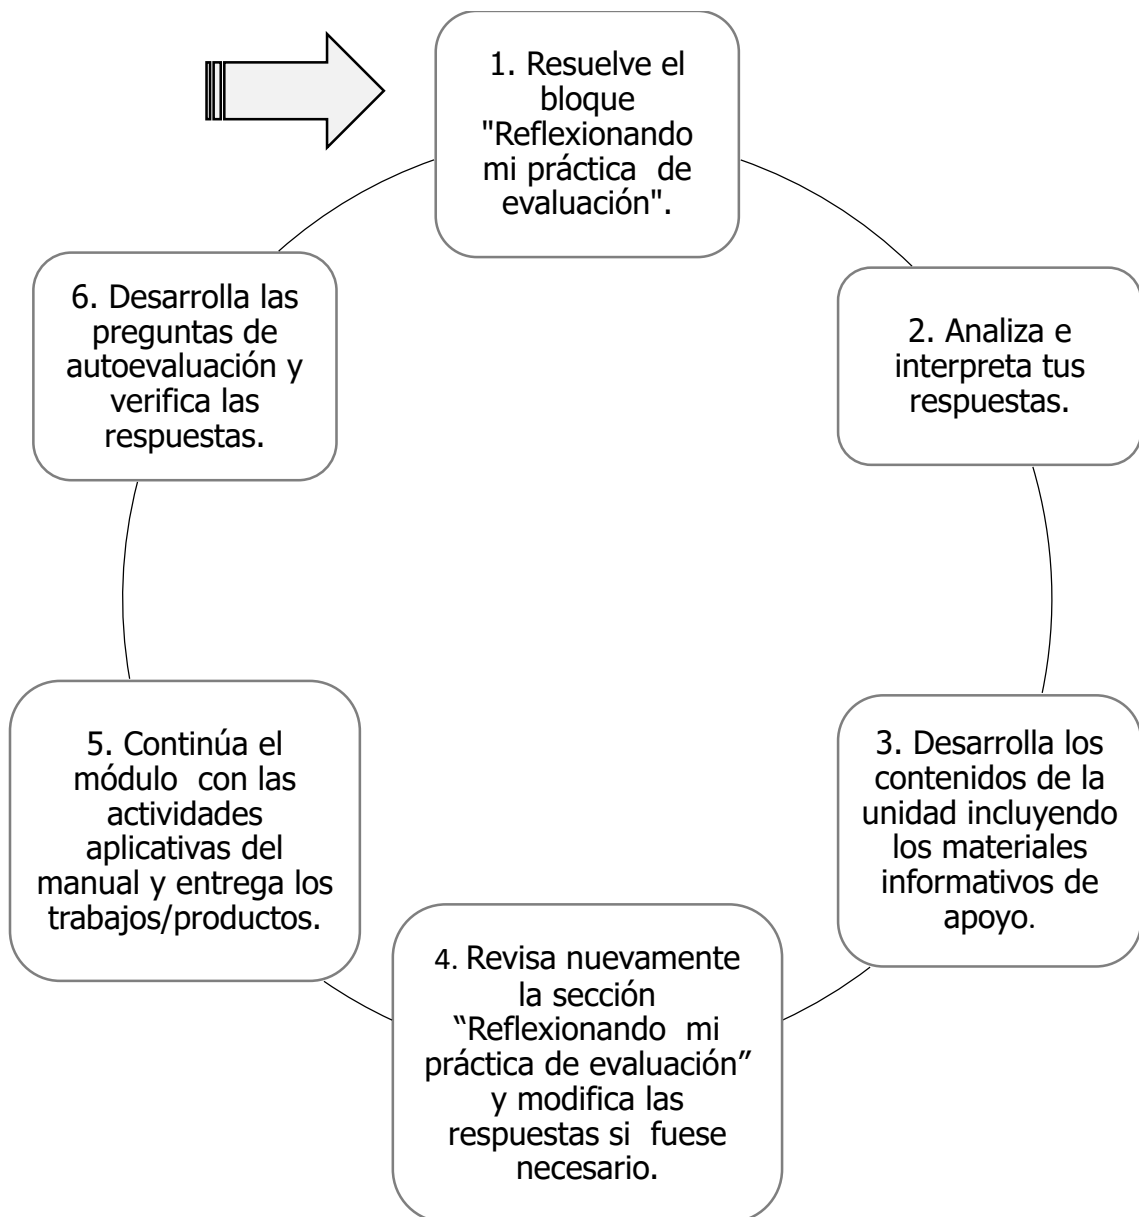 1. Resuelve el
bloque
"Reflexionando
mi práctica de
evaluación".
2. Analiza e
interpreta tus
respuestas.
3. Desarrolla los
contenidos de la
unidad incluyendo
los materiales
informativos de
apoyo.
4. Revisa nuevamente
la sección
“Reflexionando mi
práctica de evaluación”
y modifica las
respuestas si fuese
necesario.
5. Continúa el
módulo con las
actividades
aplicativas del
manual y entrega los
trabajos/productos.
6. Desarrolla las
preguntas de
autoevaluación y
verifica las
respuestas.